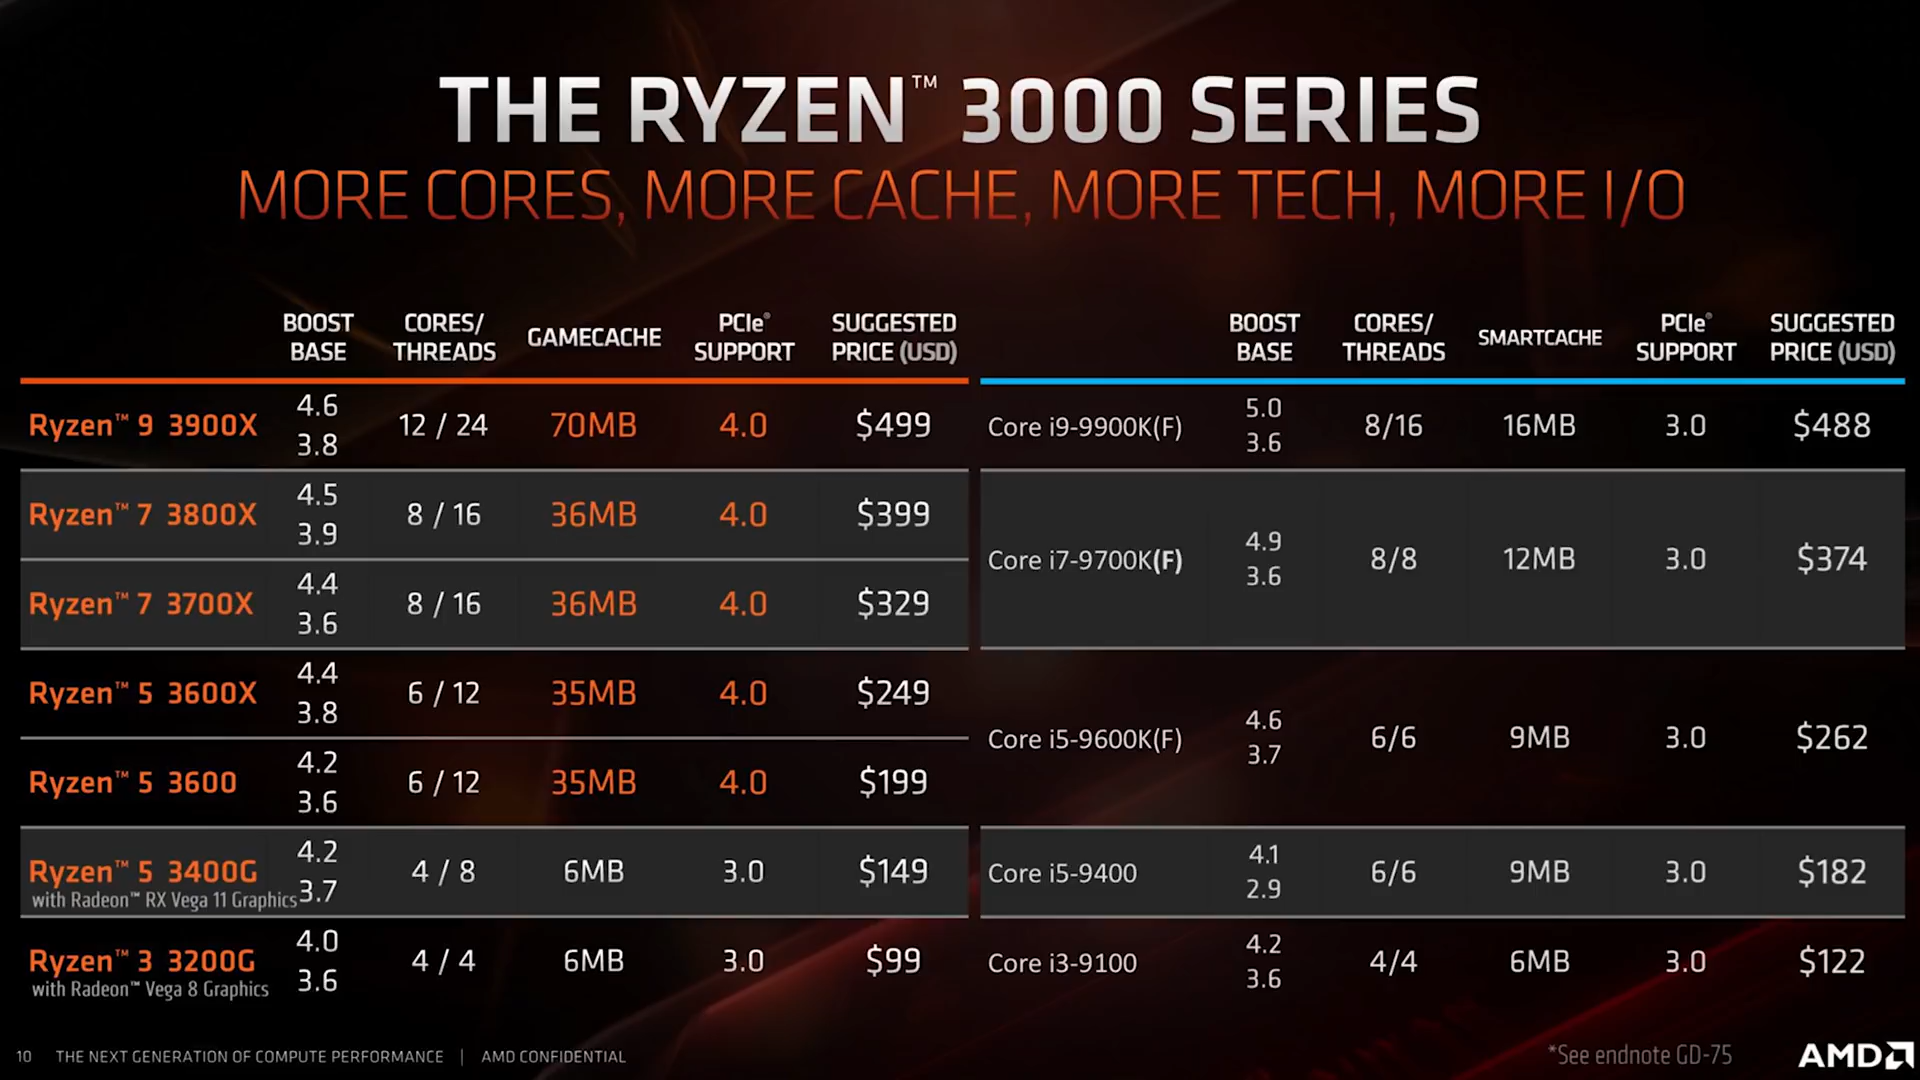 THE RYZEN™ 3000 SERIES
MORE CORES, MORE CACHE, MORE TECH, MORE I/O
BOOST BASE CORES/ THREADS GAMECACHE PCIe® SUPPORT SUGGESTED PRICE (USD)
Ryzen™ 9 3900X 4.6 3.8 12 / 24 70MB 4.0 $499
Ryzen™ 7 3800X 4.5 3.9 8 / 16 36MB 4.0 $399
Ryzen™ 7 3700X 4.4 3.6 8 / 16 36MB 4.0 $329
Ryzen™ 5 3600X 4.4 3.8 6 / 12 35MB 4.0 $249
Ryzen™ 5 3600 4.2 3.6 6 / 12 35MB 4.0 $199
Ryzen™ 5 3400G 4.2 3.7 4 / 8 6MB 3.0 $149
with Radeon™ RX Vega 11 Graphics
Ryzen™ 3 3200G 4.0 3.6 4 / 4 6MB 3.0 $99
with Radeon™ Vega 8 Graphics
BOOST BASE CORES/ THREADS SMARTCACHE PCIe® SUPPORT SUGGESTED PRICE (USD)
Core i9-9900K(F) 5.0 3.6 8/16 16MB 3.0 $488
Core i7-9700K(F) 4.9 3.6 8/8 12MB 3.0 $374
Core i5-9600K(F) 4.6 3.7 6/6 9MB 3.0 $262
Core i5-9400 4.1 2.9 6/6 9MB 3.0 $182
Core i3-9100 4.2 3.6 4/4 6MB 3.0 $122
10 THE NEXT GENERATION OF COMPUTE PERFORMANCE | AMD CONFIDENTIAL
*See endnote GD-75
AMD